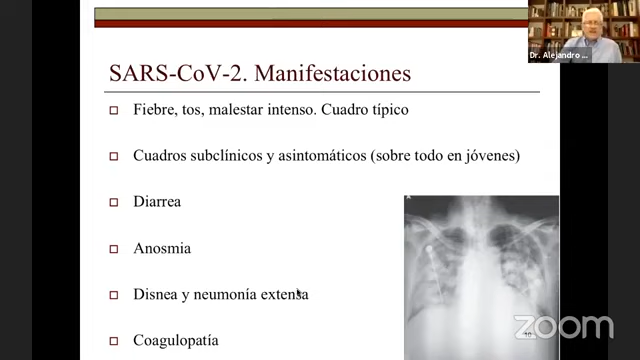 Dr. Alejandro ...
SARS-CoV-2. Manifestaciones
Fiebre, tos, malestar intenso. Cuadro típico
Cuadros subclínicos y asintomáticos (sobre todo en jóvenes)
Diarrea
Anosmia
Disnea y neumonía extensa
Coagulopatía
A
10
zoom